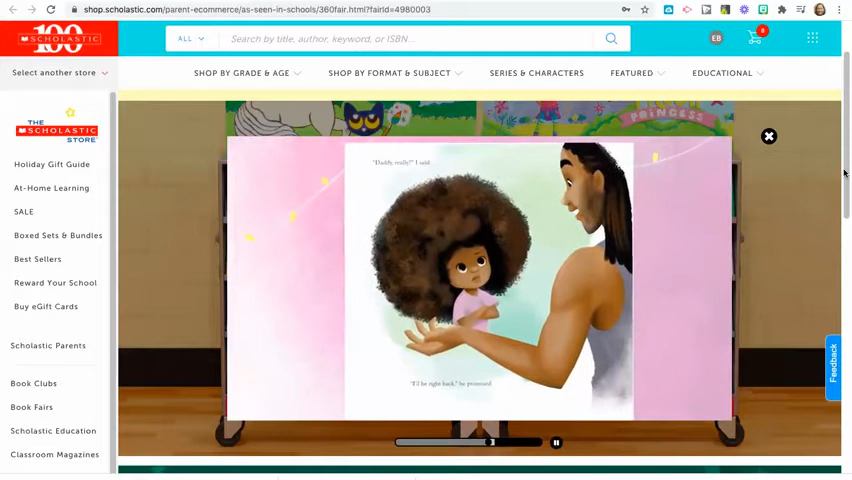 shop.scholastic.com/parent-ecommerce/as-seen-in-schools/360fair.html?fairId=4980003
100
SCHOLASTIC
ALL
Search by title, author, keyword, or ISBN...
EB
8
Select another store
SHOP BY GRADE & AGE
SHOP BY FORMAT & SUBJECT
SERIES & CHARACTERS
FEATURED
EDUCATIONAL
THE
SCHOLASTIC
STORE
Holiday Gift Guide
At-Home Learning
SALE
Boxed Sets & Bundles
Best Sellers
Reward Your School
Buy eGift Cards
Scholastic Parents
Book Clubs
Book Fairs
Scholastic Education
Classroom Magazines
PRINCESS
"Daddy, really?" I said.
"I'll be right back," he promised.
Feedback